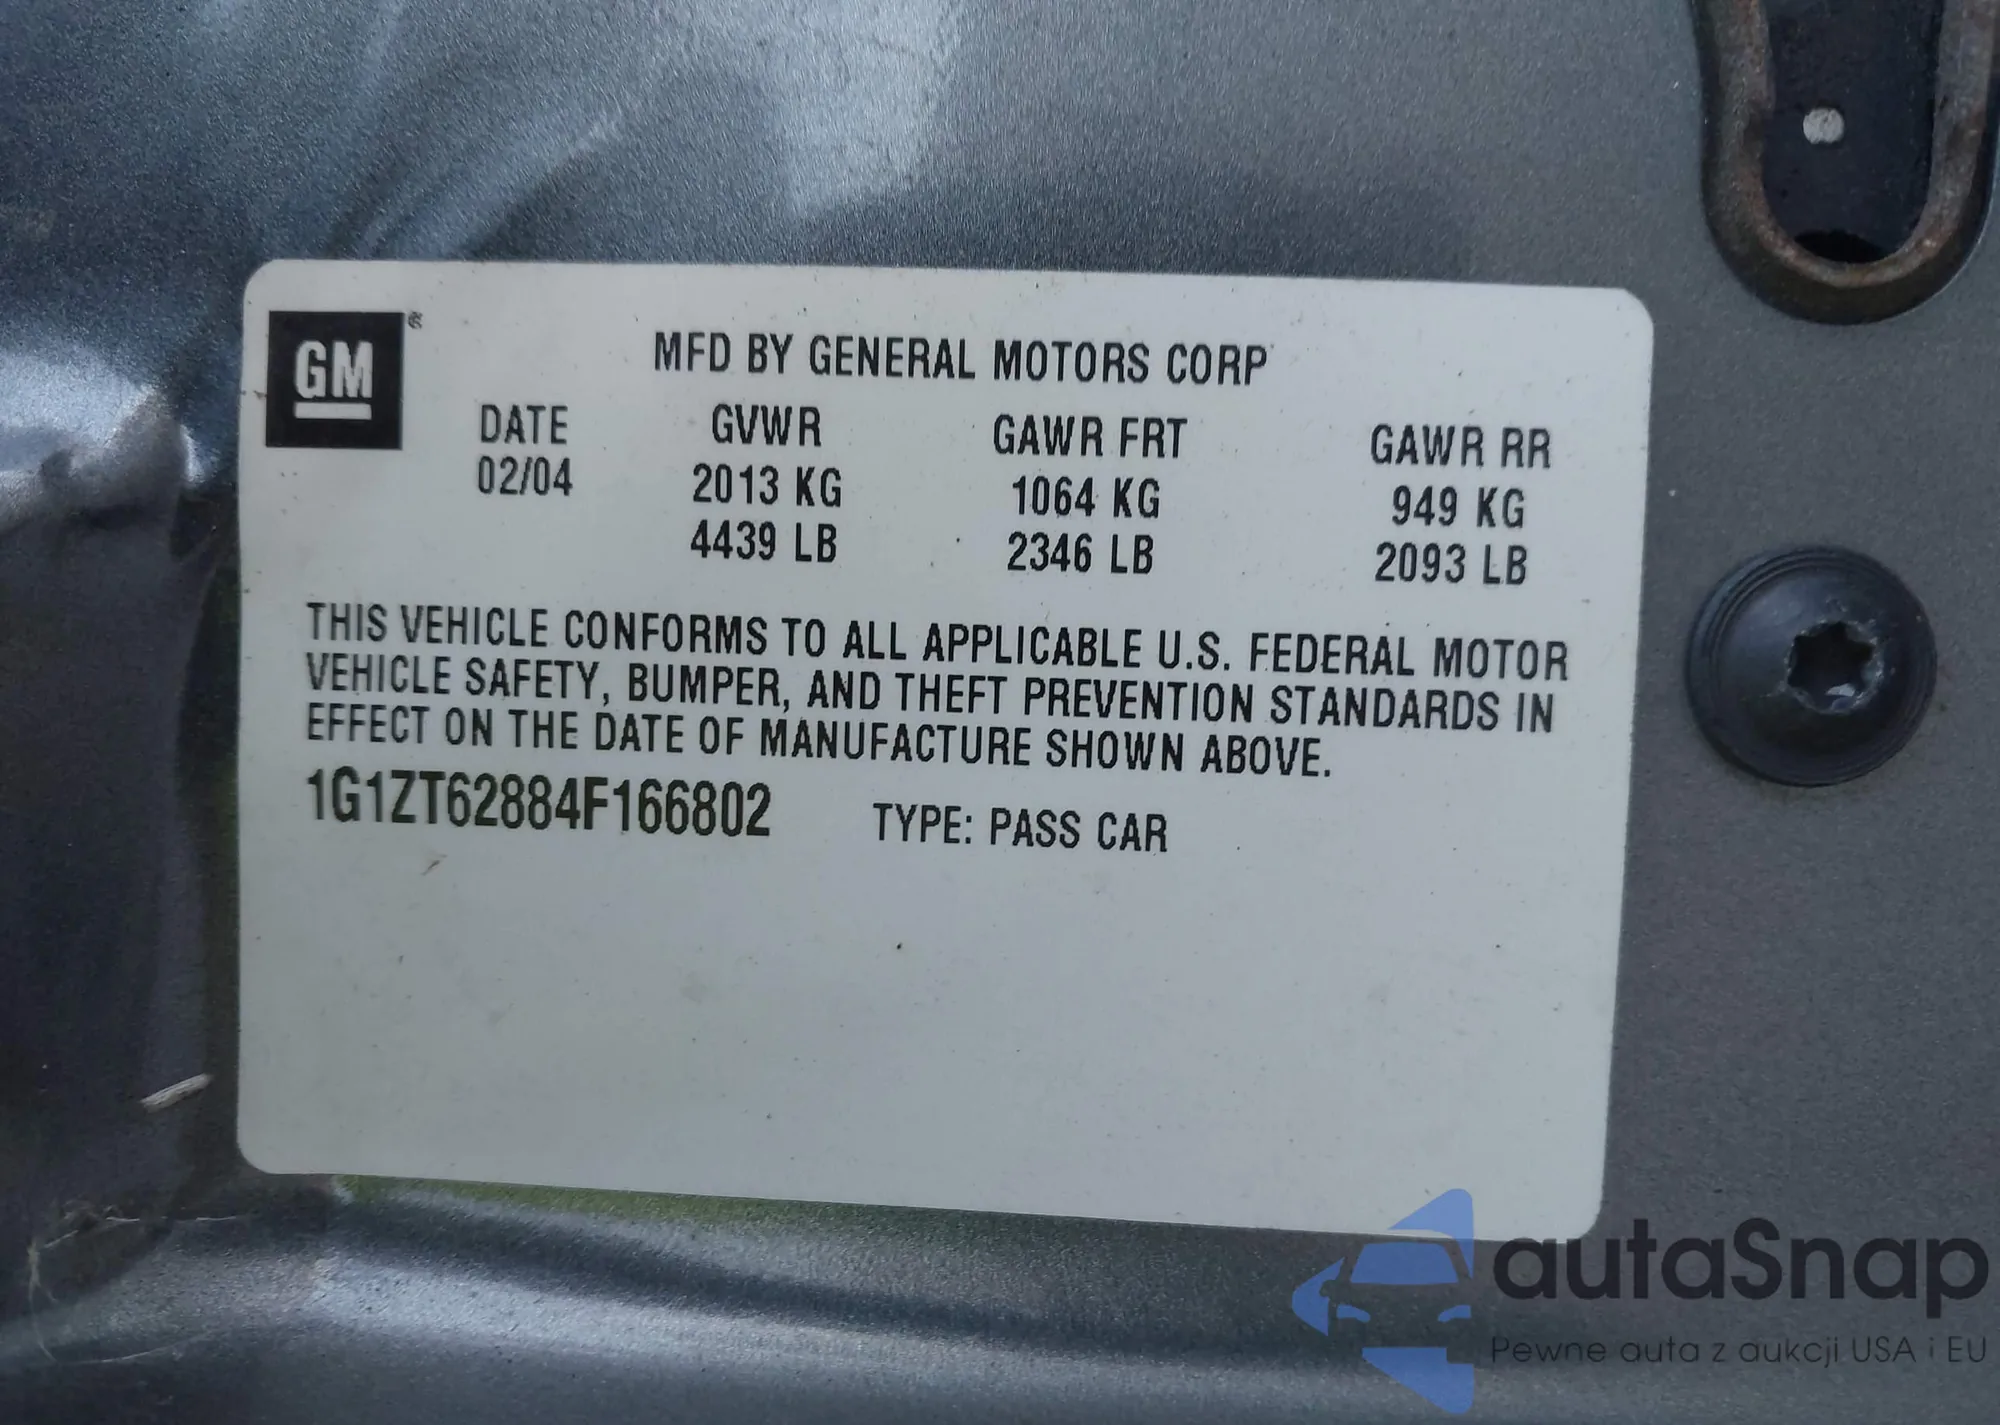 GM
®
MFD BY GENERAL MOTORS CORP
DATE GVWR GAWR FRT GAWR RR
02/04 2013 KG 1064 KG 949 KG
4439 LB 2346 LB 2093 LB
THIS VEHICLE CONFORMS TO ALL APPLICABLE U.S. FEDERAL MOTOR
VEHICLE SAFETY, BUMPER, AND THEFT PREVENTION STANDARDS IN
EFFECT ON THE DATE OF MANUFACTURE SHOWN ABOVE.
1G1ZT62884F166802 TYPE: PASS CAR
autaSnap
Pewne auta z aukcji USA i EU